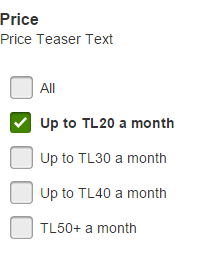 Price
Price Teaser Text
All
Up to TL20 a month
Up to TL30 a month
Up to TL40 a month
TL50+ a month